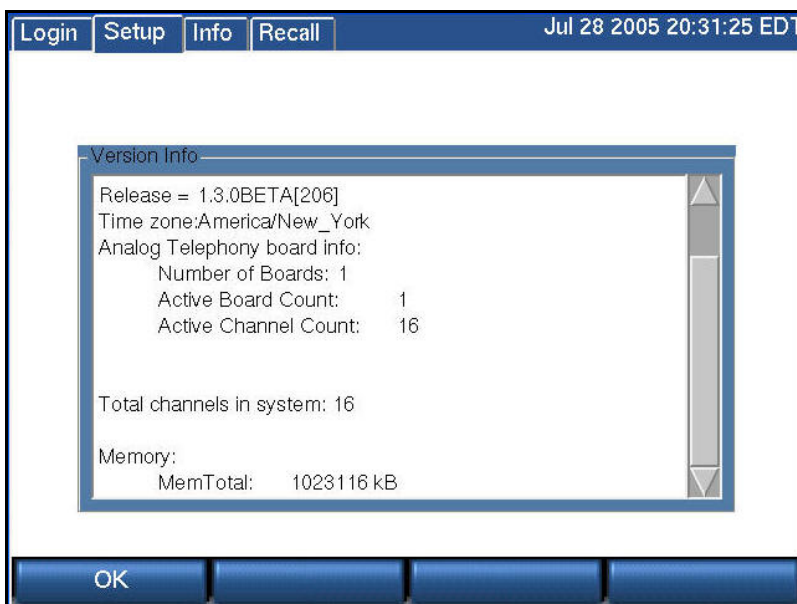 Login Setup Info Recall Jul 28 2005 20:31:25 EDT
Version Info
Release = 1.3.0BETA[206]
Time zone:America/New_York
Analog Telephony board info:
Number of Boards: 1
Active Board Count: 1
Active Channel Count: 16
Total channels in system: 16
Memory:
MemTotal: 1023116 kB
OK